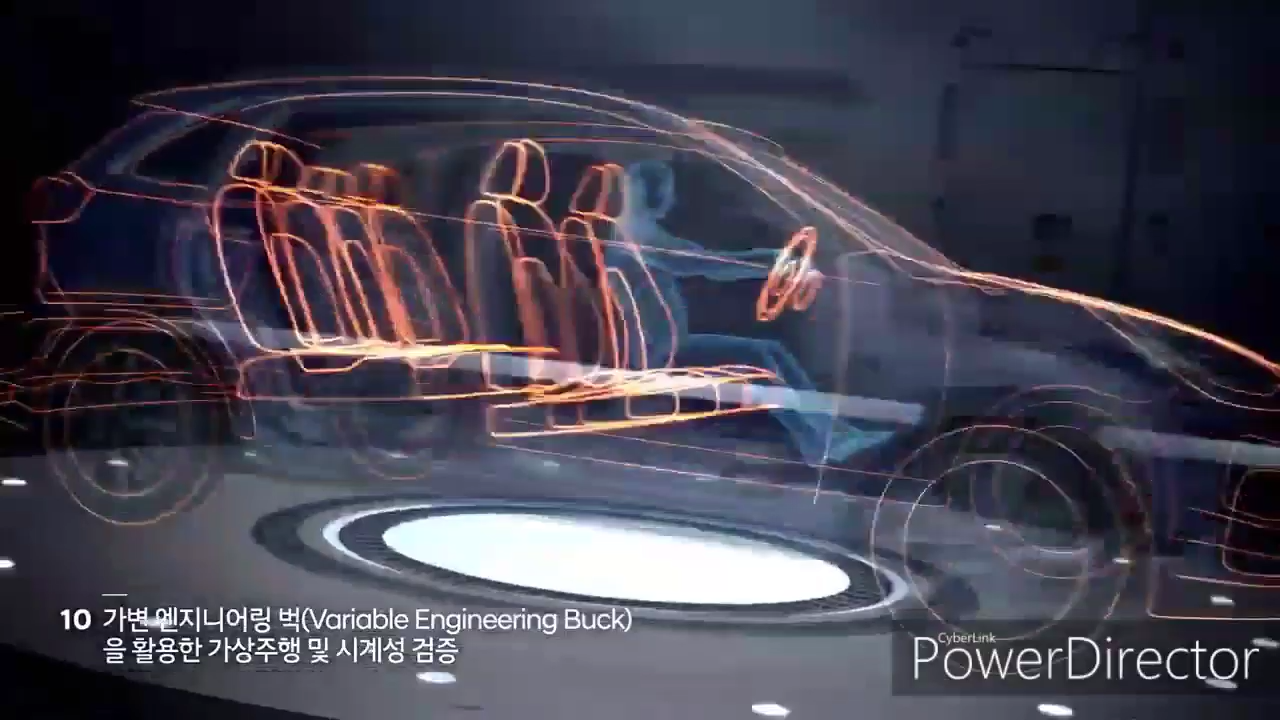 10 가변 엔지니어링 벅(Variable Engineering Buck)
을 활용한 가상주행 및 시계성 검증
CyberLink
PowerDirector